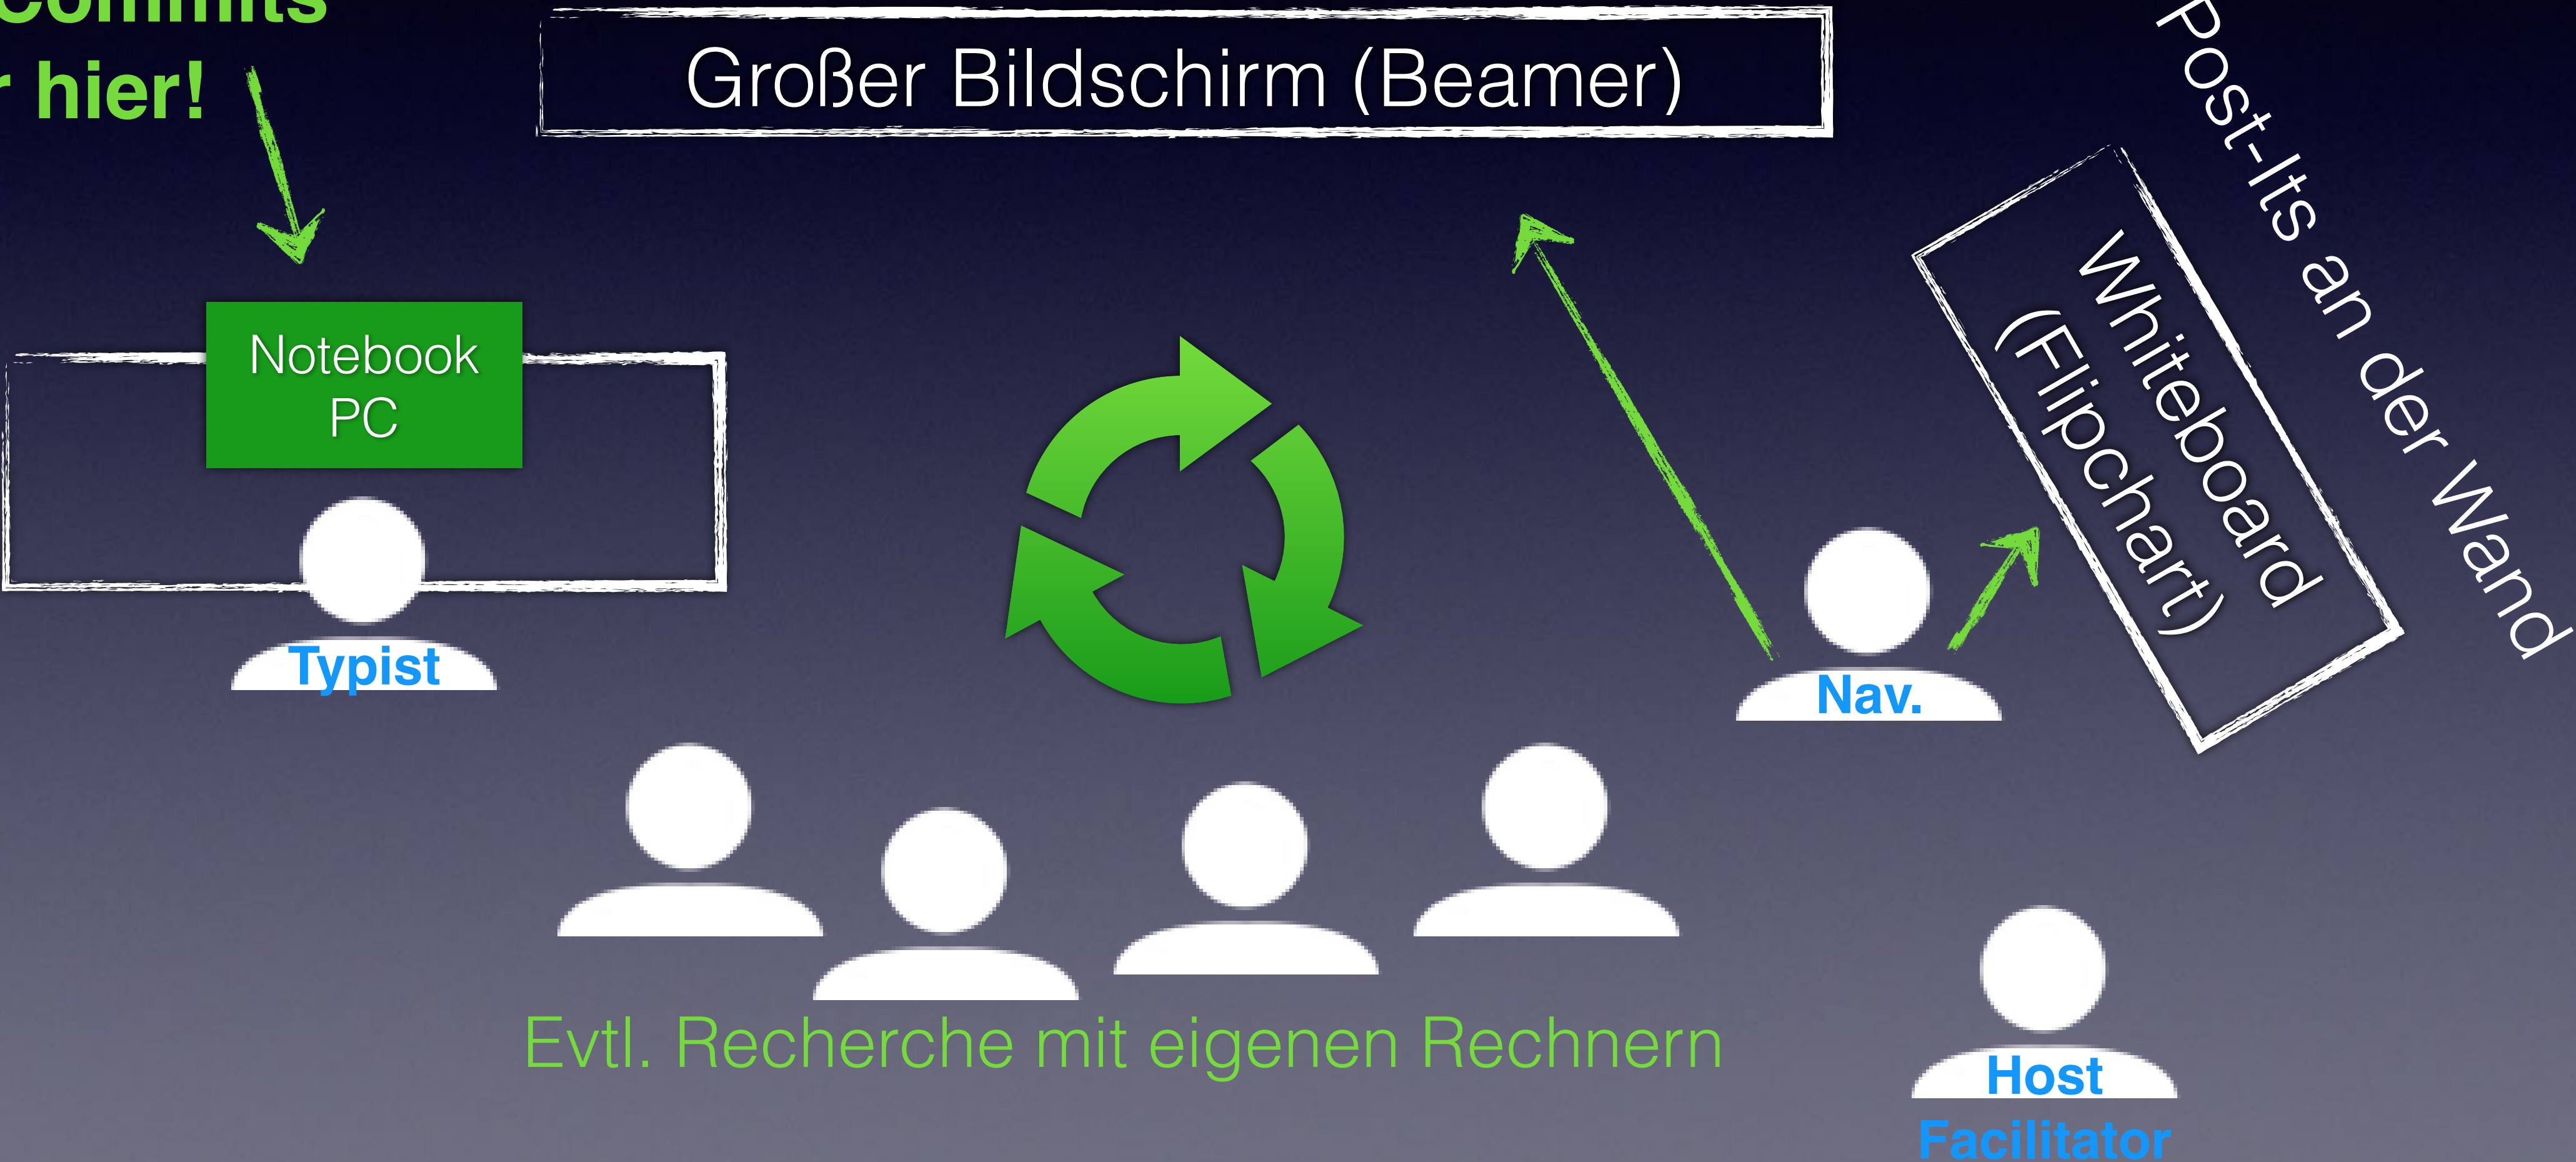 Commits
hier!
Großer Bildschirm (Beamer)
Post-Its an der Wand
Whiteboard
(Flipchart)
Notebook
PC
Typist
Nav.
Evtl. Recherche mit eigenen Rechnern
Host
Facilitator